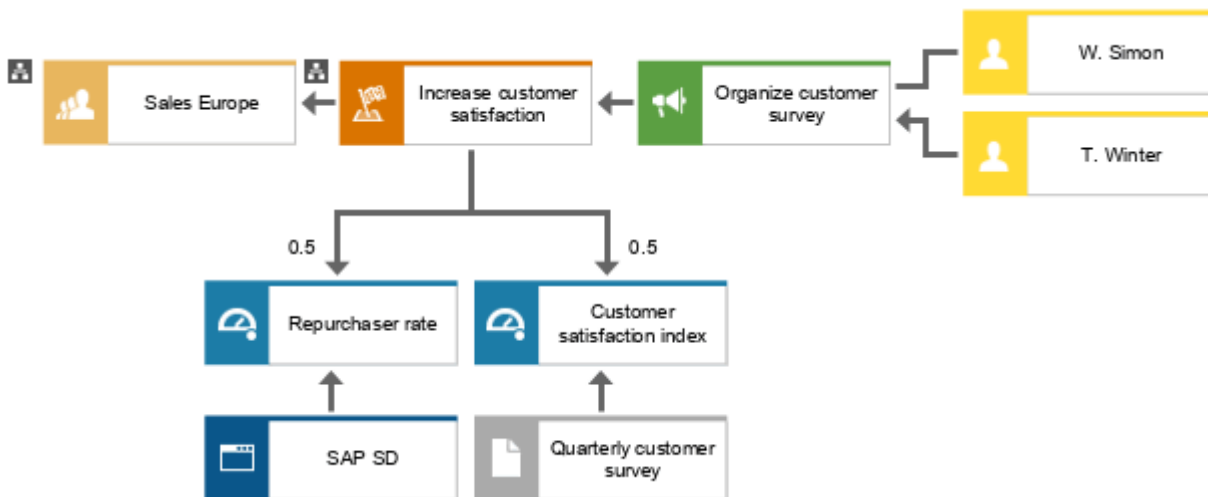 Sales Europe
Increase customer
satisfaction
Organize customer
survey
W. Simon
T. Winter
0.5
0.5
Repurchaser rate
Customer
satisfaction index
SAP SD
Quarterly customer
survey